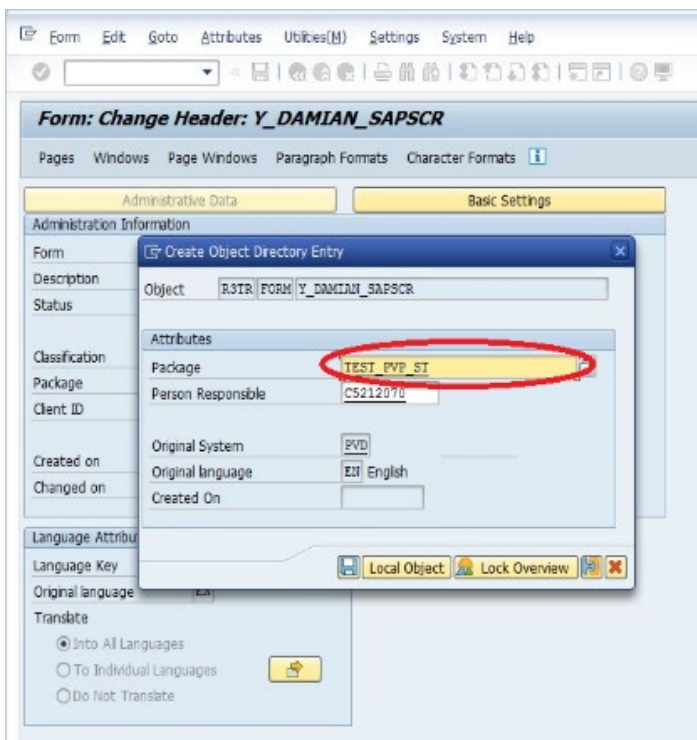 Form Edit Goto Attributes Utilities(M) Settings System Help
Form: Change Header: Y_DAMIAN_SAPSCR
Pages Windows Page Windows Paragraph Formats Character Formats
Administrative Data Basic Settings
Administration Information
Form
Description
Status
Classification
Package
Client ID
Created on
Changed on
Create Object Directory Entry
Object R3TR FORM Y_DAMIAN_SAPSCR
Attributes
Package TEST_PVP_ST
Person Responsible C5212070
Original System PVD
Original language EN English
Created On
Local Object Lock Overview
Language Attribu
Language Key
Original language EN
Translate
Into All Languages
To Individual Languages
Do Not Translate